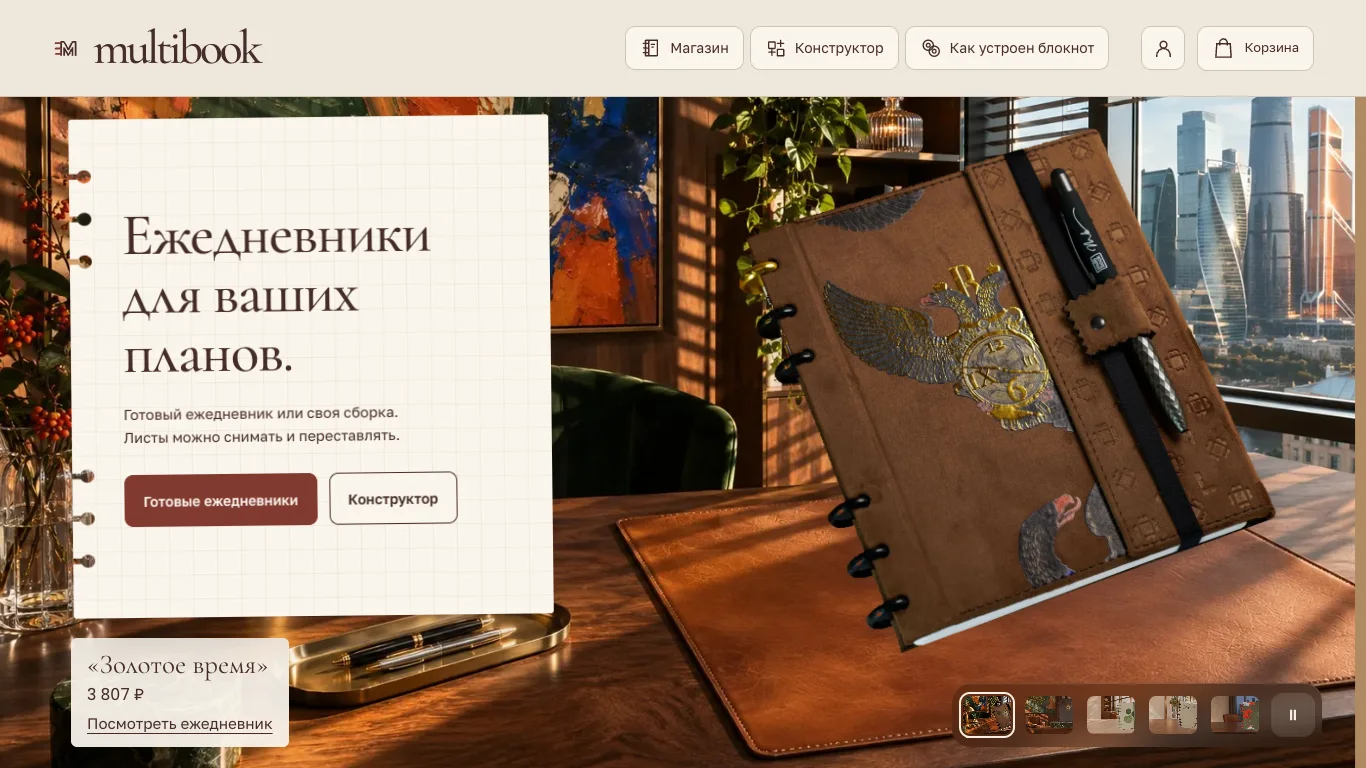 multibook
Магазин
Конструктор
Как устроен блокнот
Корзина
Ежедневники
для ваших
планов.
Готовый ежедневник или своя сборка.
Листы можно снимать и переставлять.
Готовые ежедневники
Конструктор
«Золотое время»
3 807 ₽
Посмотреть ежедневник